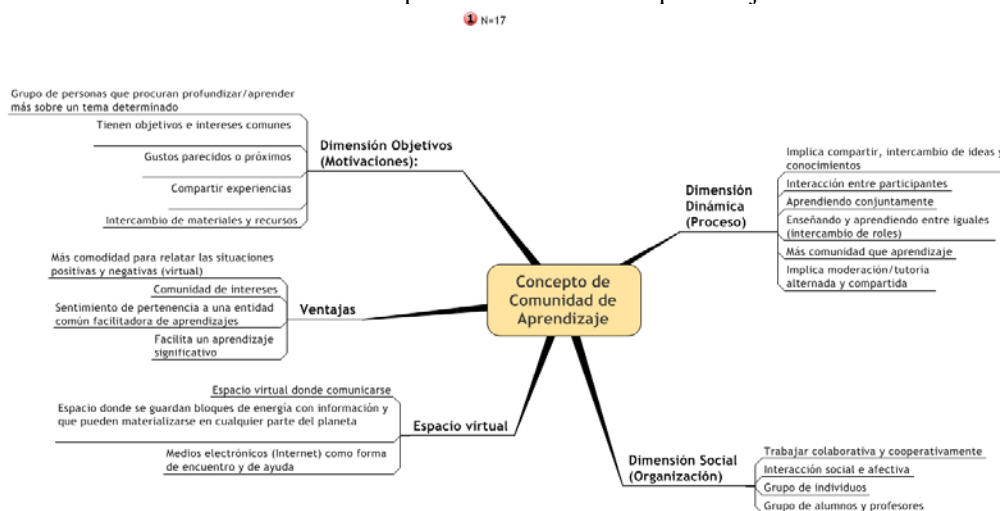 1 N=17
Grupo de personas que procuran profundizar/aprender
más sobre un tema determinado
Tienen objetivos e intereses comunes
Gustos parecidos o próximos
Compartir experiencias
Intercambio de materiales y recursos
Dimensión Objetivos
(Motivaciones):
Más comodidad para relatar las situaciones
positivas y negativas (virtual)
Comunidad de intereses
Sentimiento de pertenencia a una entidad
común facilitadora de aprendizajes
Facilita un aprendizaje
significativo
Ventajas
Espacio virtual donde comunicarse
Espacio donde se guardan bloques de energía con información y
que pueden materializarse en cualquier parte del planeta
Medios electrónicos (Internet) como forma
de encuentro y de ayuda
Espacio virtual
Concepto de
Comunidad de
Aprendizaje
Dimensión
Dinámica
(Proceso)
Implica compartir, intercambio de ideas y
conocimientos
Interacción entre participantes
Aprendiendo conjuntamente
Enseñando y aprendiendo entre iguales
(intercambio de roles)
Más comunidad que aprendizaje
Implica moderación/tutoría
alternada y compartida
Dimensión Social
(Organización)
Trabajar colaborativa y cooperativamente
Interacción social e afectiva
Grupo de individuos
Grupo de alumnos y profesores